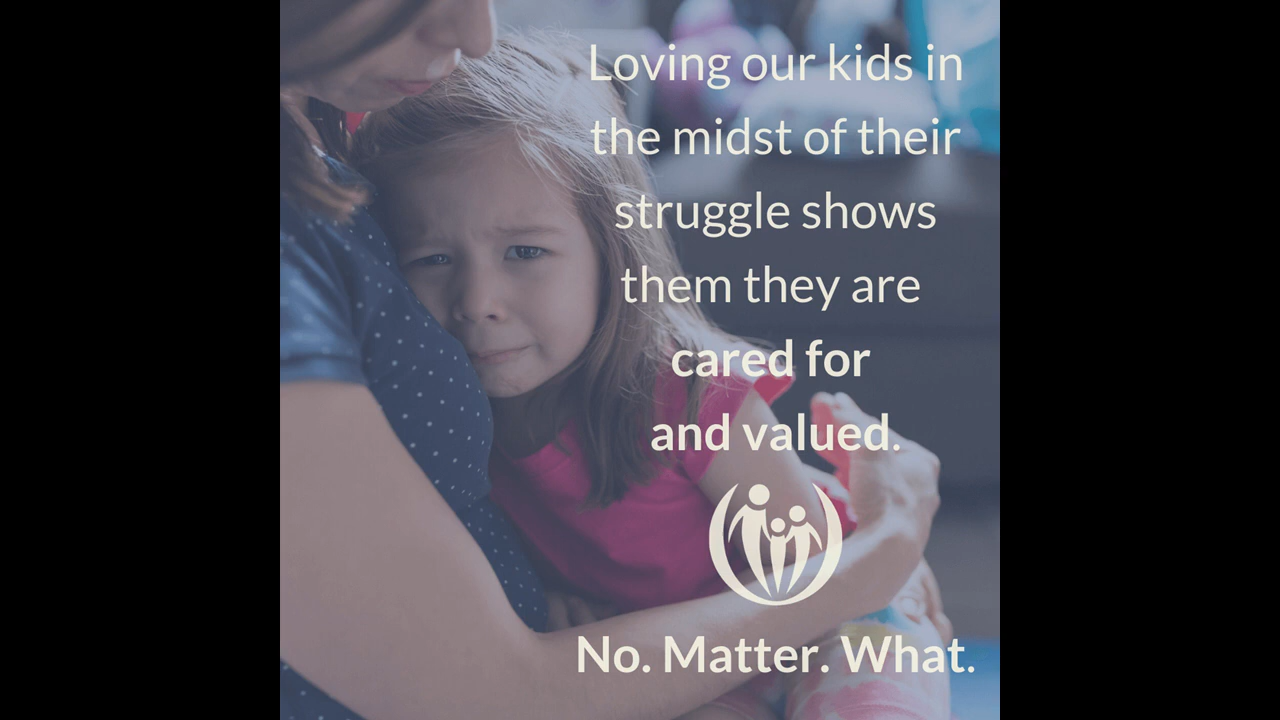 Loving our kids in
the midst of their
struggle shows
them they are
cared for
and valued.
No. Matter. What.